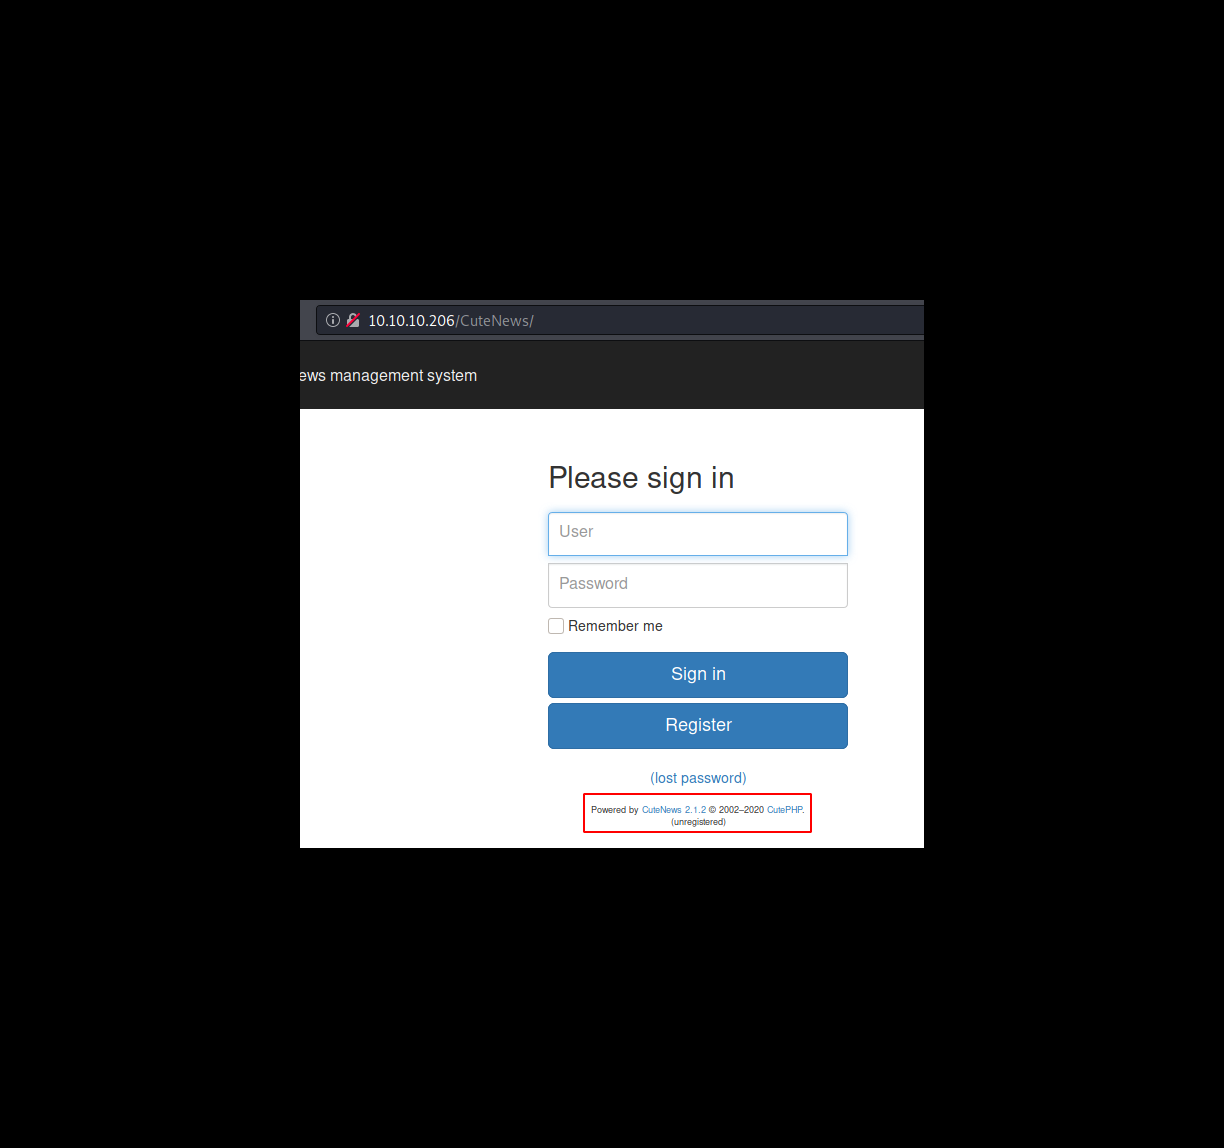 10.10.10.206/CuteNews/
ews management system
Please sign in
User
Password
Remember me
Sign in
Register
(lost password)
Powered by CuteNews 2.1.2 © 2002–2020 CutePHP.
(unregistered)